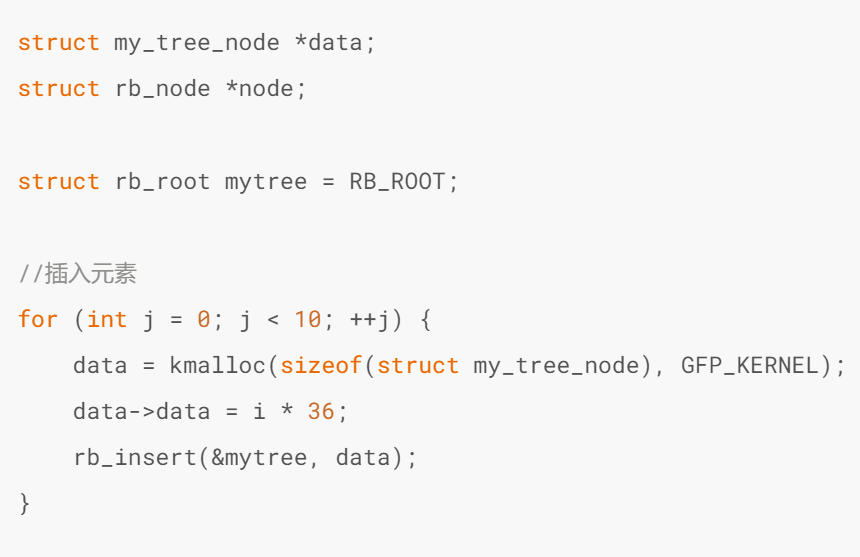 struct my_tree_node *data;
struct rb_node *node;
struct rb_root mytree = RB_ROOT;
//插入元素
for (int j = 0; j < 10; ++j) {
    data = kmalloc(sizeof(struct my_tree_node), GFP_KERNEL);
    data->data = i * 36;
    rb_insert(&mytree, data);
}